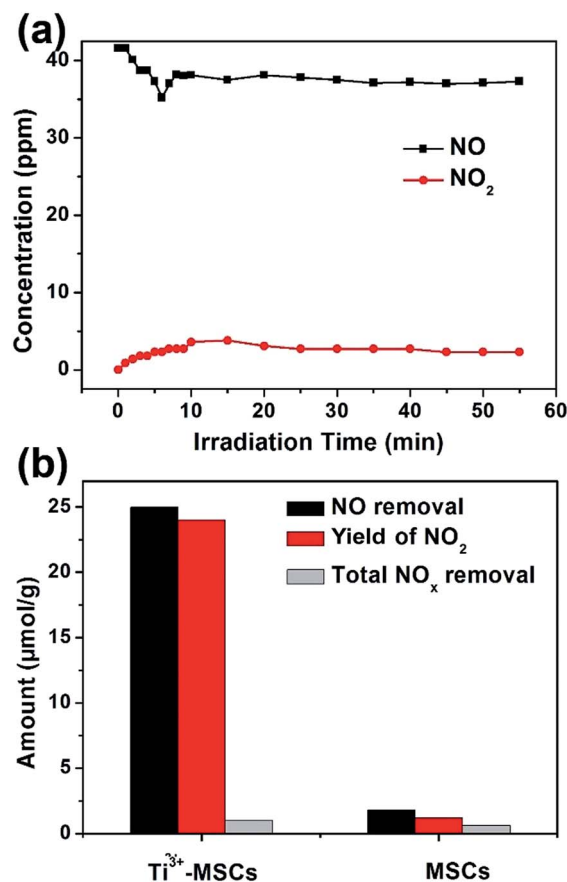 (a)
40
30
20
10
0
Concentration (ppm)
NO
NO₂
0 10 20 30 40 50 60
Irradiation Time (min)
(b)
25
20
15
10
5
0
Amount (μmol/g)
NO removal
Yield of NO₂
Total NOₓ removal
Ti³⁺-MSCs MSCs